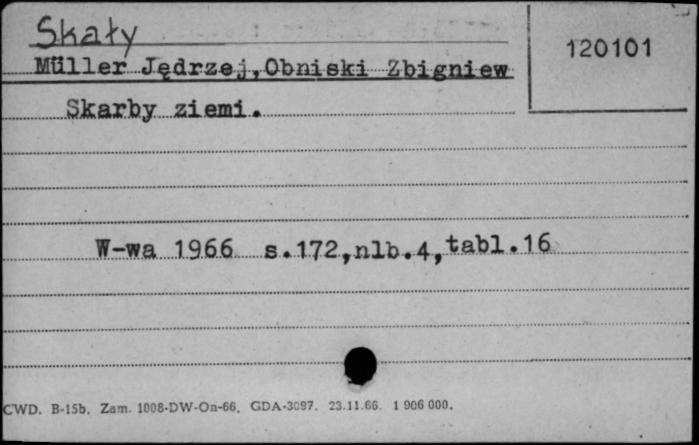 Skały
120101
Müller Jędrzej, Obniski Zbigniew
Skarby ziemi.
W-wa 1966 s.172,nlb.4,tabl.16
CWD. B-15b. Zam. 1008-DW-On-66. GDA-3097. 23.11.66. 1 906 000.